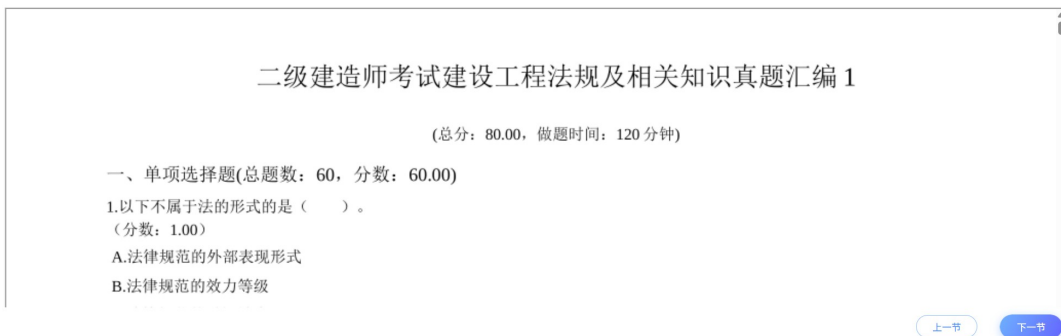 二级建造师考试建设工程法规及相关知识真题汇编 1
(总分：80.00，做题时间：120 分钟)
一、单项选择题(总题数：60，分数：60.00)
1.以下不属于法的形式的是（　　）。
（分数：1.00）
A.法律规范的外部表现形式
B.法律规范的效力等级
上一节 下一节